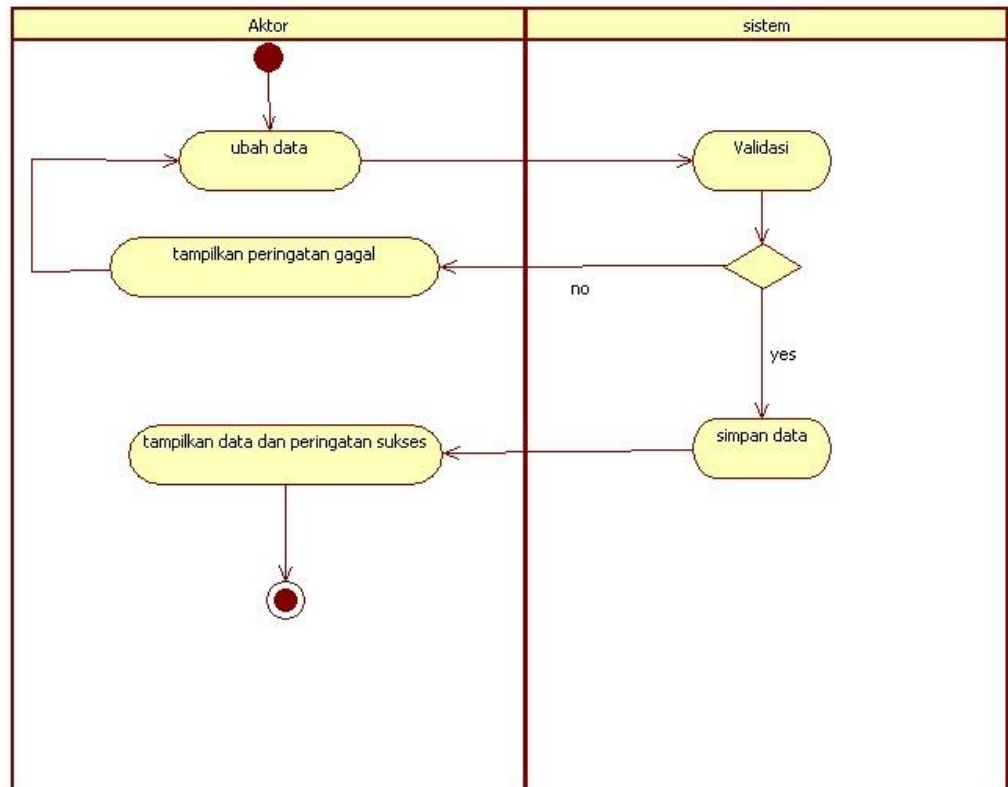 Aktor
sistem
ubah data
Validasi
tampilkan peringatan gagal
no
yes
tampilkan data dan peringatan sukses
simpan data